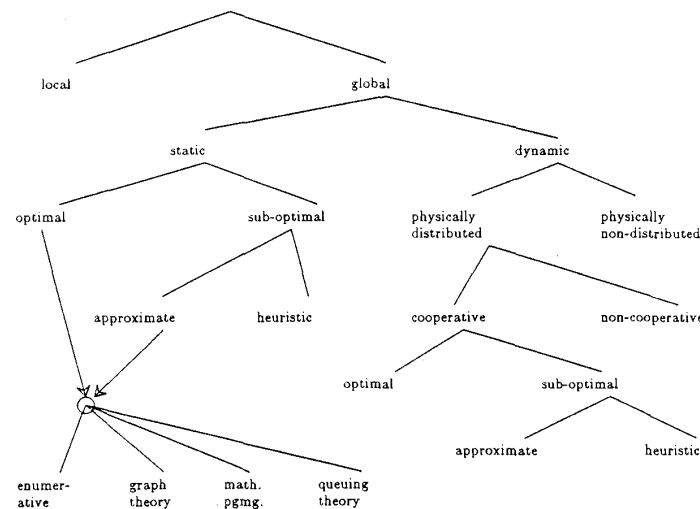 local
global
static
dynamic
optimal
sub-optimal
physically
distributed
physically
non-distributed
approximate
heuristic
cooperative
non-cooperative
optimal
sub-optimal
approximate
heuristic
enumer-
ative
graph
theory
math.
pgmg.
queuing
theory